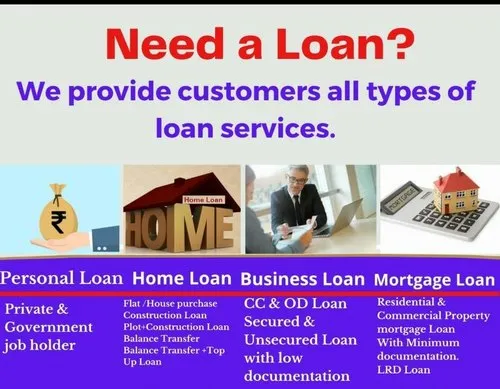 Need a Loan?
We provide customers all types of
loan services.
₹
Home Loan
HOME
MORTGAGE
Personal Loan
Private &
Government
job holder
Home Loan
Flat /House purchase
Construction Loan
Plot+Construction Loan
Balance Transfer
Balance Transfer +Top
Up Loan
Business Loan
CC & OD Loan
Secured &
Unsecured Loan
with low
documentation
Mortgage Loan
Residential &
Commercial Property
mortgage Loan
With Minimum
documentation.
LRD Loan